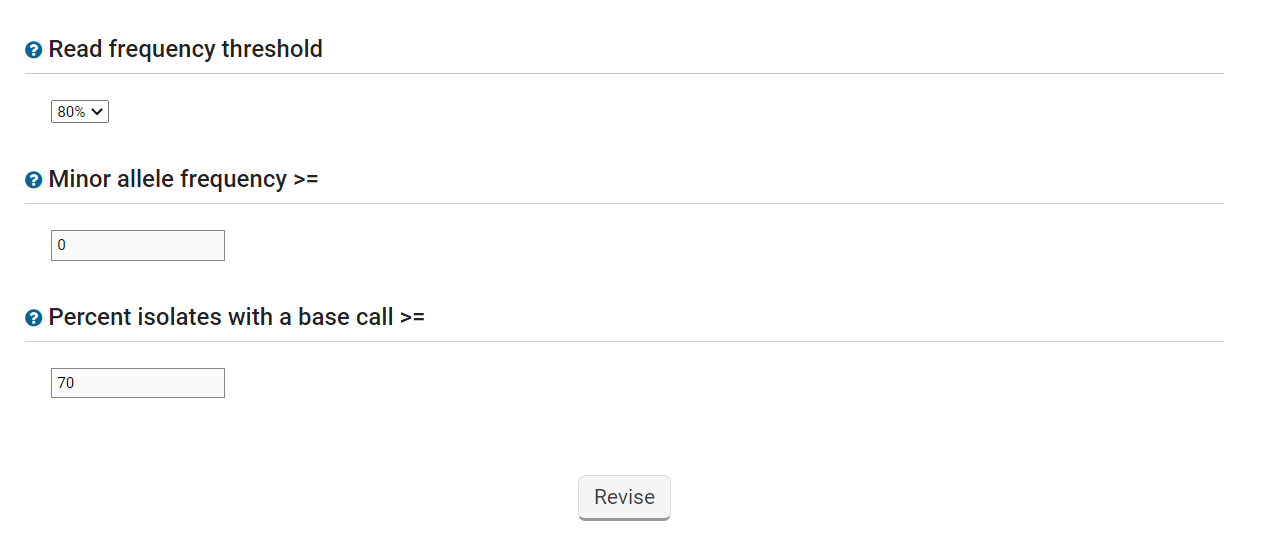 Read frequency threshold
80%
Minor allele frequency >=
0
Percent isolates with a base call >=
70
Revise